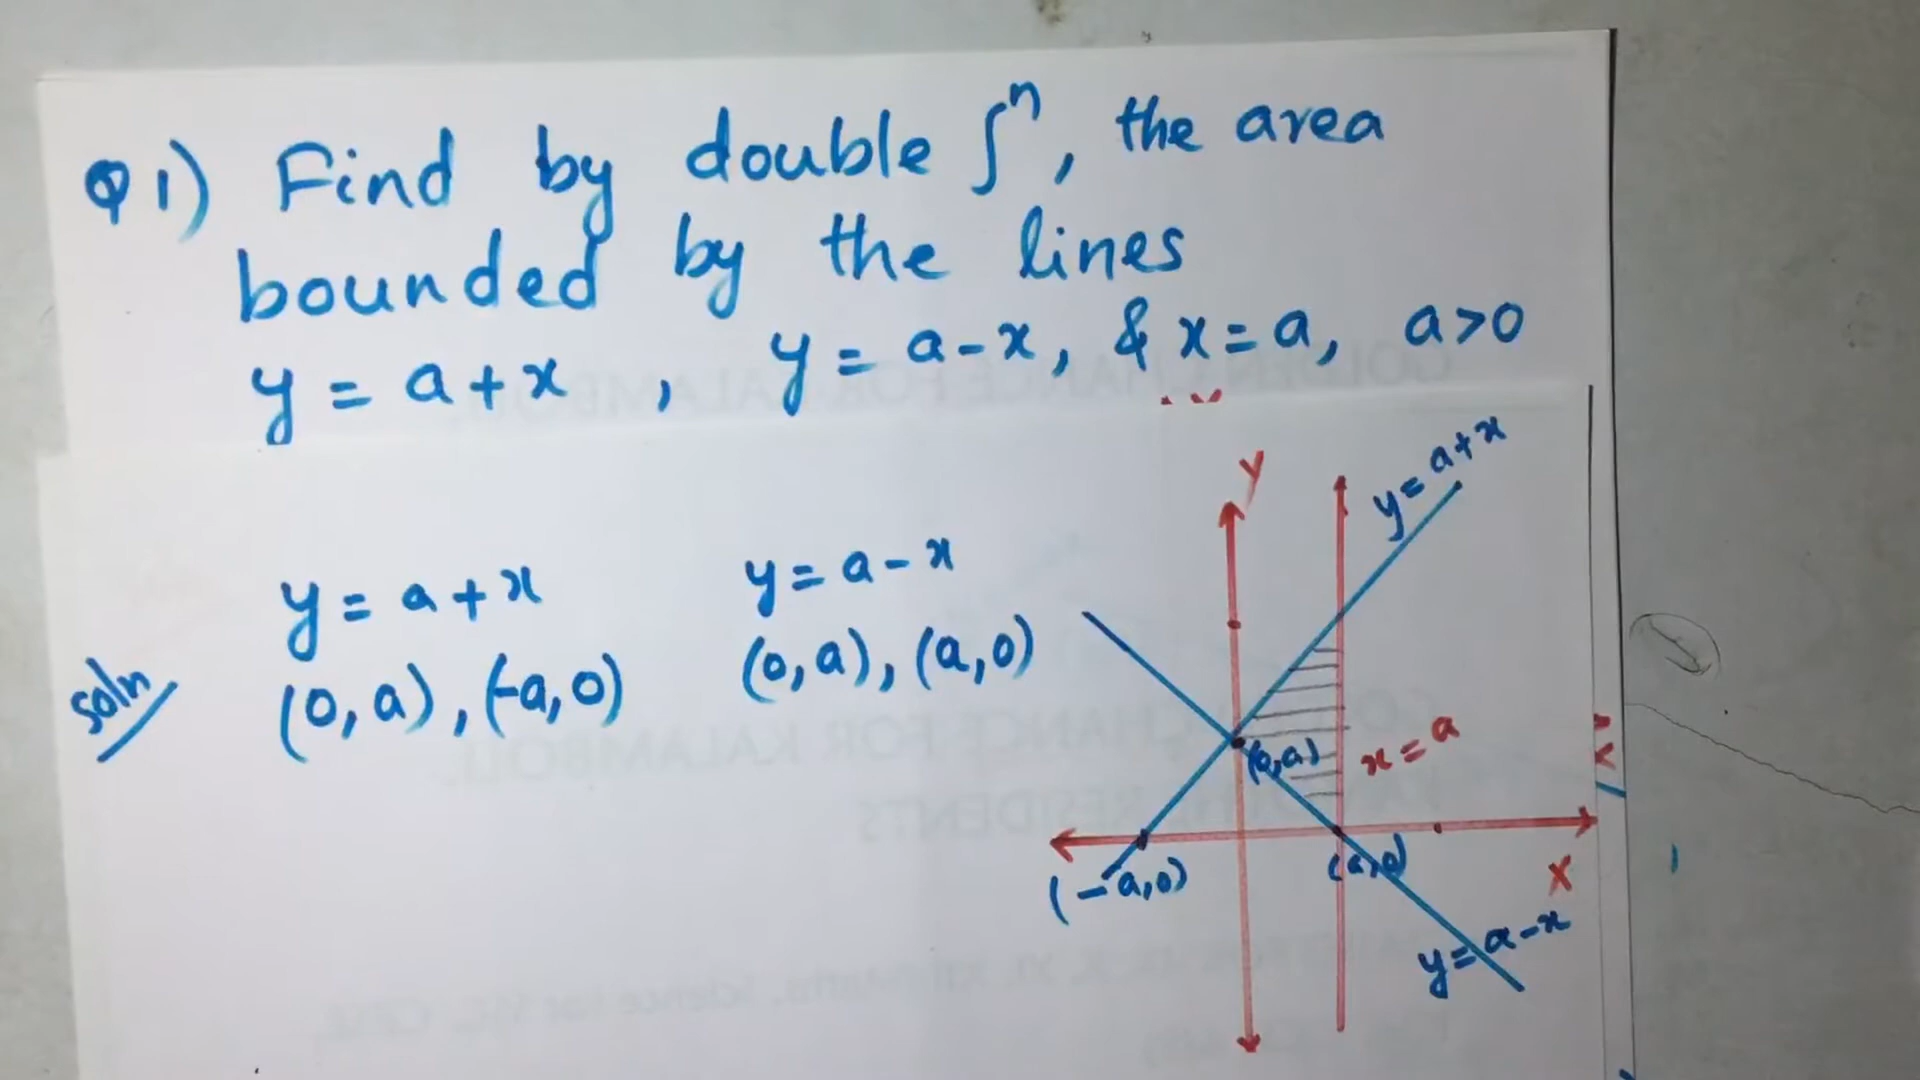 Q1) Find by double ∫ⁿ, the area
bounded by the lines
y = a+x , y = a-x, & x=a, a>0
Soln
y = a+x
(0,a), (-a,0)
y = a-x
(0,a), (a,0)
Y
y=a+x
(0,a)
x=a
(-a,0)
(a,0)
X
y=a-x